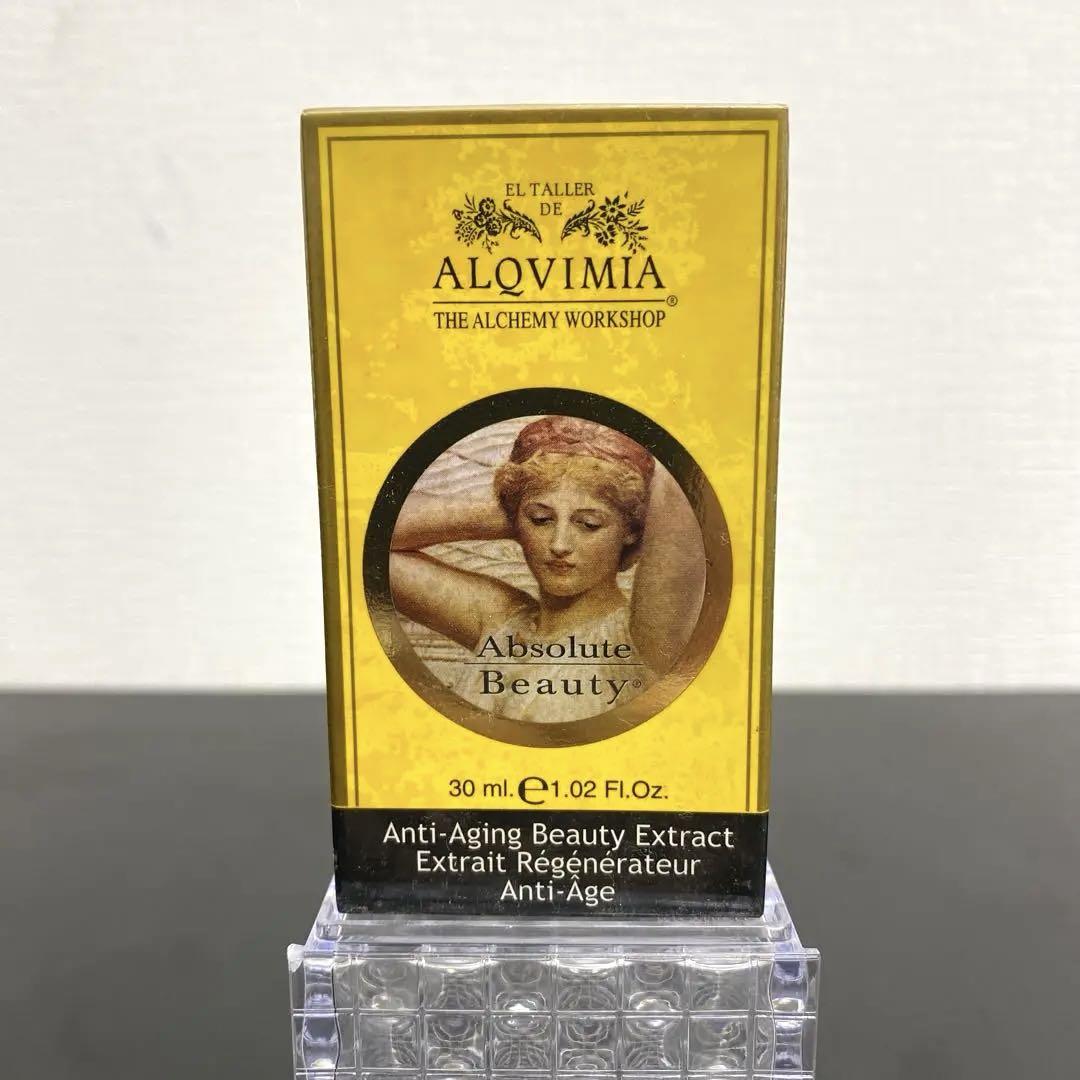 EL TALLER
DE
ALQVIMIA®
THE ALCHEMY WORKSHOP
Absolute
Beauty®
30 ml. ℮ 1.02 Fl.Oz.
Anti-Aging Beauty Extract
Extrait Régénérateur
Anti-Âge